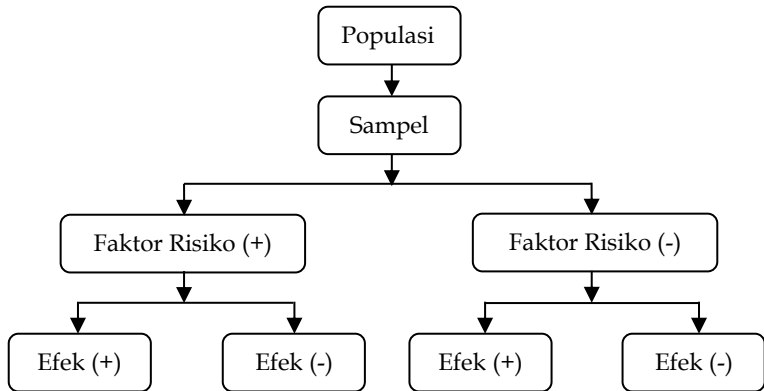 Populasi
Sampel
Faktor Risiko (+)
Faktor Risiko (-)
Efek (+)
Efek (-)
Efek (+)
Efek (-)